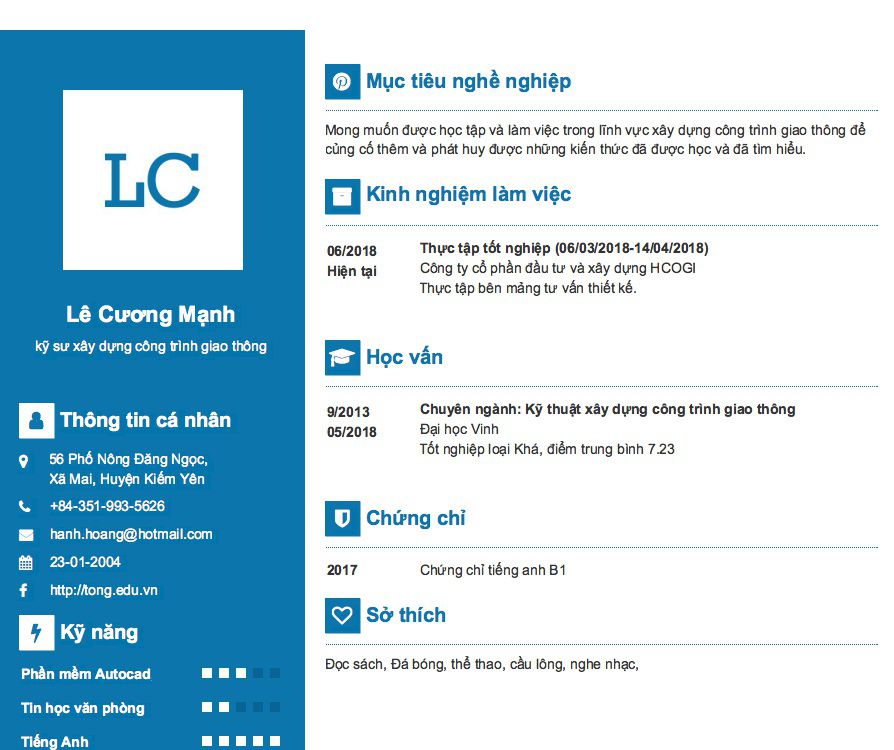 LC
Lê Cương Mạnh
kỹ sư xây dựng công trình giao thông
Thông tin cá nhân
56 Phố Nông Đăng Ngọc,
Xã Mai, Huyện Kiếm Yên
+84-351-993-5626
hanh.hoang@hotmail.com
23-01-2004
http://tong.edu.vn
Kỹ năng
Phần mềm Autocad
Tin học văn phòng
Tiếng Anh
Mục tiêu nghề nghiệp
Mong muốn được học tập và làm việc trong lĩnh vực xây dựng công trình giao thông để
củng cố thêm và phát huy được những kiến thức đã được học và đã tìm hiểu.
Kinh nghiệm làm việc
06/2018
Hiện tại
Thực tập tốt nghiệp (06/03/2018-14/04/2018)
Công ty cổ phần đầu tư và xây dựng HCOGI
Thực tập bên mảng tư vấn thiết kế.
Học vấn
9/2013
05/2018
Chuyên ngành: Kỹ thuật xây dựng công trình giao thông
Đại học Vinh
Tốt nghiệp loại Khá, điểm trung bình 7.23
Chứng chỉ
2017 Chứng chỉ tiếng anh B1
Sở thích
Đọc sách, Đá bóng, thể thao, cầu lông, nghe nhạc,